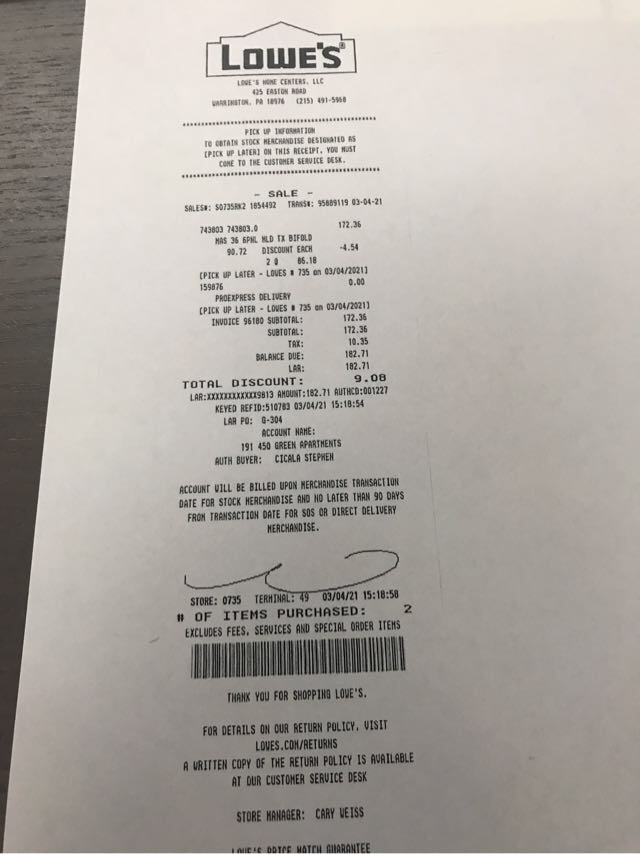 LOWE'S®
LOWE'S HOME CENTERS, LLC
425 EASTON ROAD
WARRINGTON, PA 18976 (215) 491-5968
PICK UP INFORMATION
TO OBTAIN STOCK MERCHANDISE DESIGNATED AS
[PICK UP LATER] ON THIS RECEIPT, YOU MUST
COME TO THE CUSTOMER SERVICE DESK.
- SALE -
SALES#: S0735RK2 1854492 TRANS#: 95889119 03-04-21
743803 743803.0 172.36
MAS 36 6PNL MLD TX BIFOLD
90.72 DISCOUNT EACH -4.54
2 @ 86.18
[PICK UP LATER - LOWES # 735 on 03/04/2021]
159876 0.00
PROEXPRESS DELIVERY
[PICK UP LATER - LOWES # 735 on 03/04/2021]
INVOICE 96180 SUBTOTAL: 172.36
SUBTOTAL: 172.36
TAX: 10.35
BALANCE DUE: 182.71
LAR: 182.71
TOTAL DISCOUNT: 9.08
LAR:XXXXXXXXXXXX9813 AMOUNT:182.71 AUTHCD:001227
KEYED REFID:510783 03/04/21 15:18:54
LAR PO: G-304
ACCOUNT NAME:
191 450 GREEN APARTMENTS
AUTH BUYER: CICALA STEPHEN
ACCOUNT WILL BE BILLED UPON MERCHANDISE TRANSACTION
DATE FOR STOCK MERCHANDISE AND NO LATER THAN 90 DAYS
FROM TRANSACTION DATE FOR SOS OR DIRECT DELIVERY
MERCHANDISE.
STORE: 0735 TERMINAL: 49 03/04/21 15:18:58
# OF ITEMS PURCHASED: 2
EXCLUDES FEES, SERVICES AND SPECIAL ORDER ITEMS
THANK YOU FOR SHOPPING LOWE'S.
FOR DETAILS ON OUR RETURN POLICY, VISIT
LOWES.COM/RETURNS
A WRITTEN COPY OF THE RETURN POLICY IS AVAILABLE
AT OUR CUSTOMER SERVICE DESK
STORE MANAGER: CARY WEISS
LOWE'S PRICE MATCH GUARANTEE